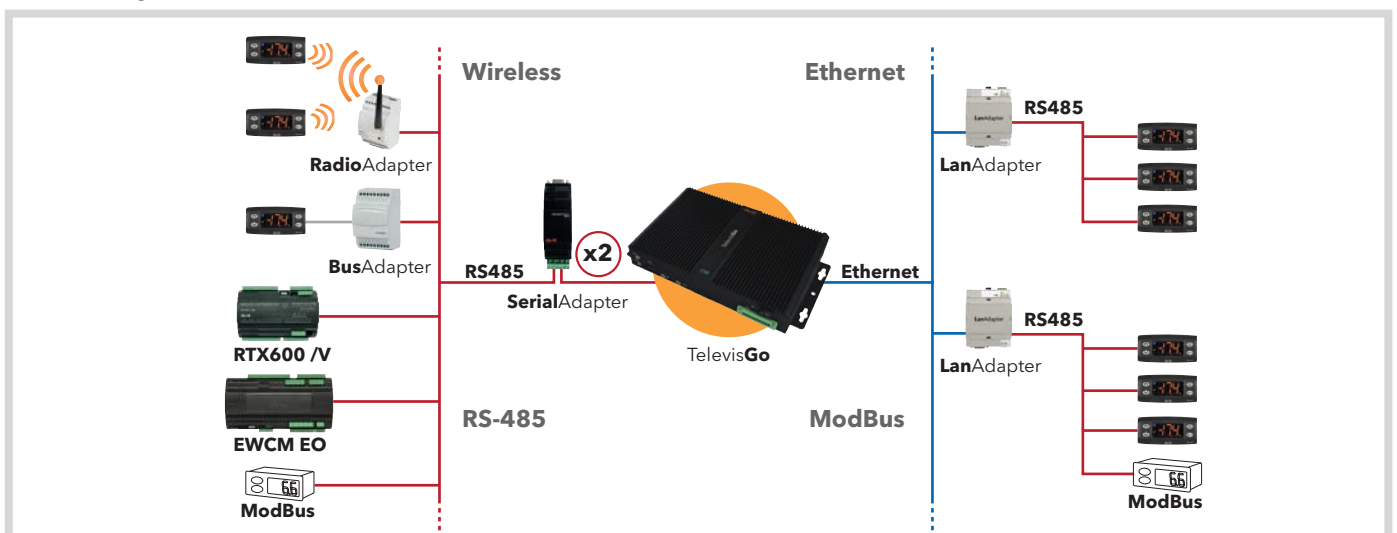 Wireless
Ethernet
RS485
RadioAdapter
LanAdapter
BusAdapter
RS485
x2
Ethernet
SerialAdapter
TelevisGo
RS485
RTX600 /V
LanAdapter
RS-485
ModBus
EWCM EO
ModBus
ModBus